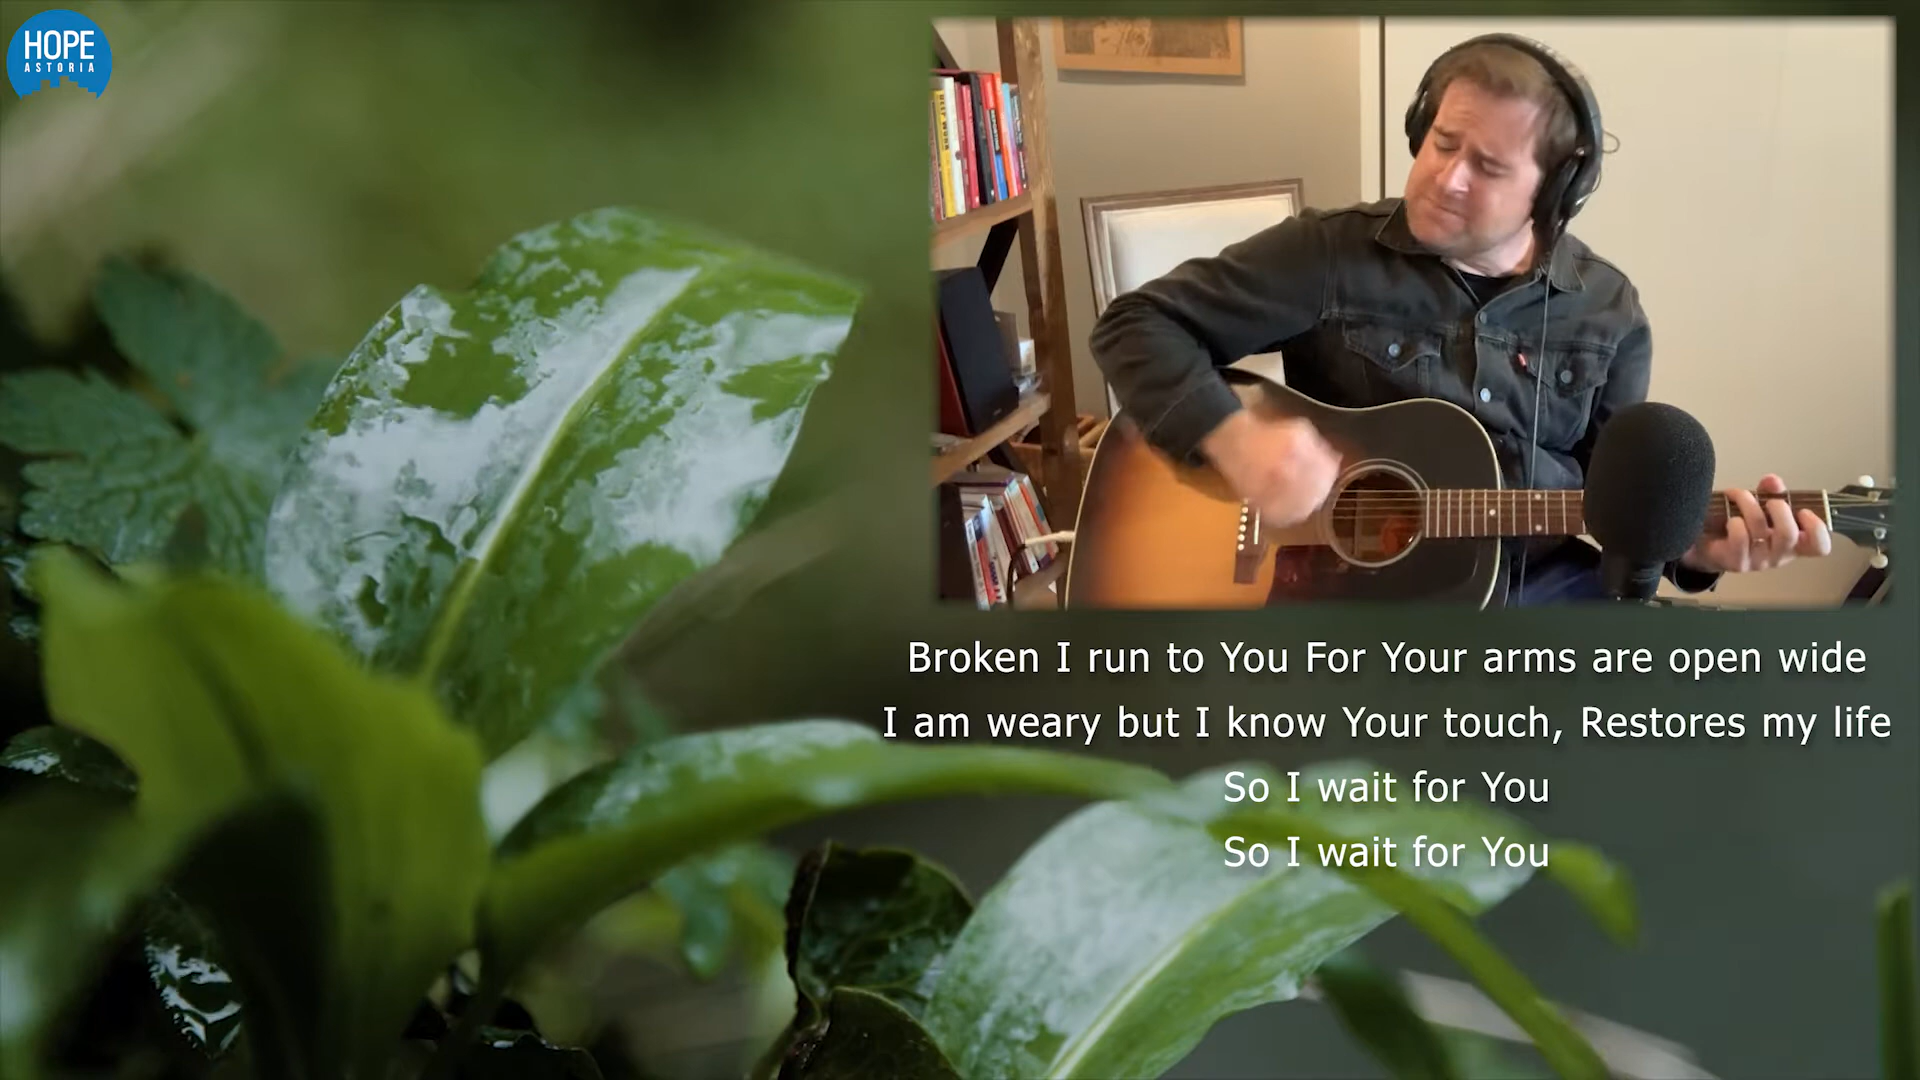 HOPE
ASTORIA
Broken I run to You For Your arms are open wide
I am weary but I know Your touch, Restores my life
So I wait for You
So I wait for You